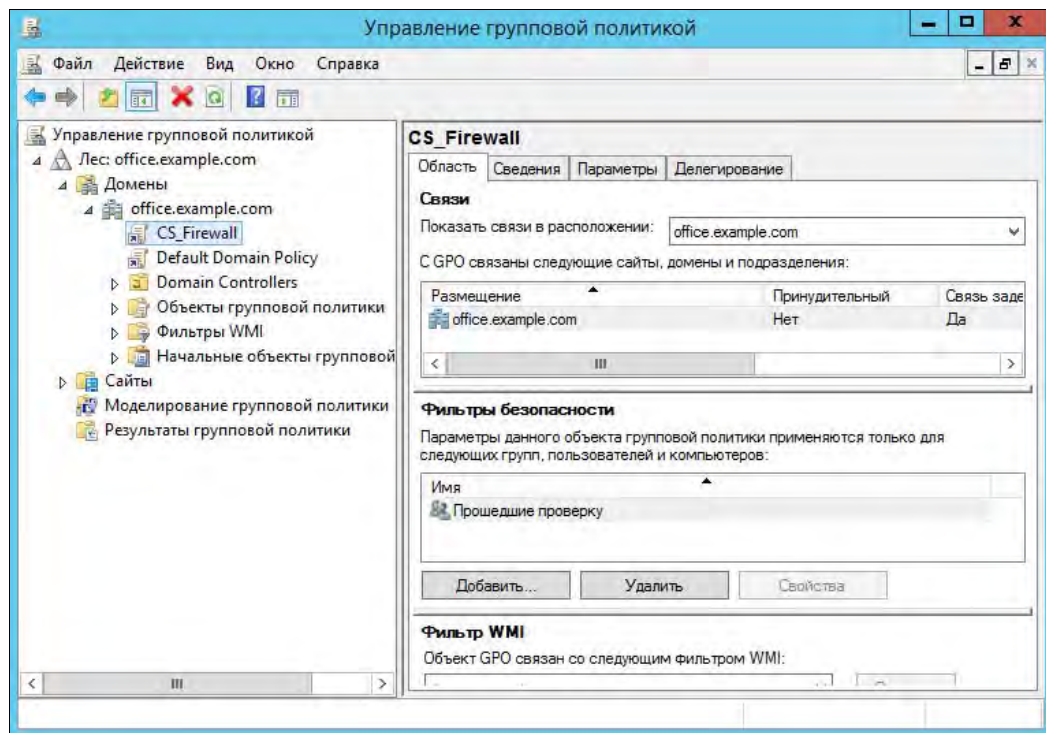 Управление групповой политикой
Файл Действие Вид Окно Справка
Управление групповой политикой
Лес: office.example.com
Домены
office.example.com
CS_Firewall
Default Domain Policy
Domain Controllers
Объекты групповой политики
Фильтры WMI
Начальные объекты групповой
Сайты
Моделирование групповой политики
Результаты групповой политики
CS_Firewall
Область Сведения Параметры Делегирование
Связи
Показать связи в расположении: office.example.com
С GPO связаны следующие сайты, домены и подразделения:
Размещение Принудительный Связь заде
office.example.com Нет Да
Фильтры безопасности
Параметры данного объекта групповой политики применяются только для
следующих групп, пользователей и компьютеров:
Имя
Прошедшие проверку
Добавить... Удалить Свойства
Фильтр WMI
Объект GPO связан со следующим фильтром WMI: